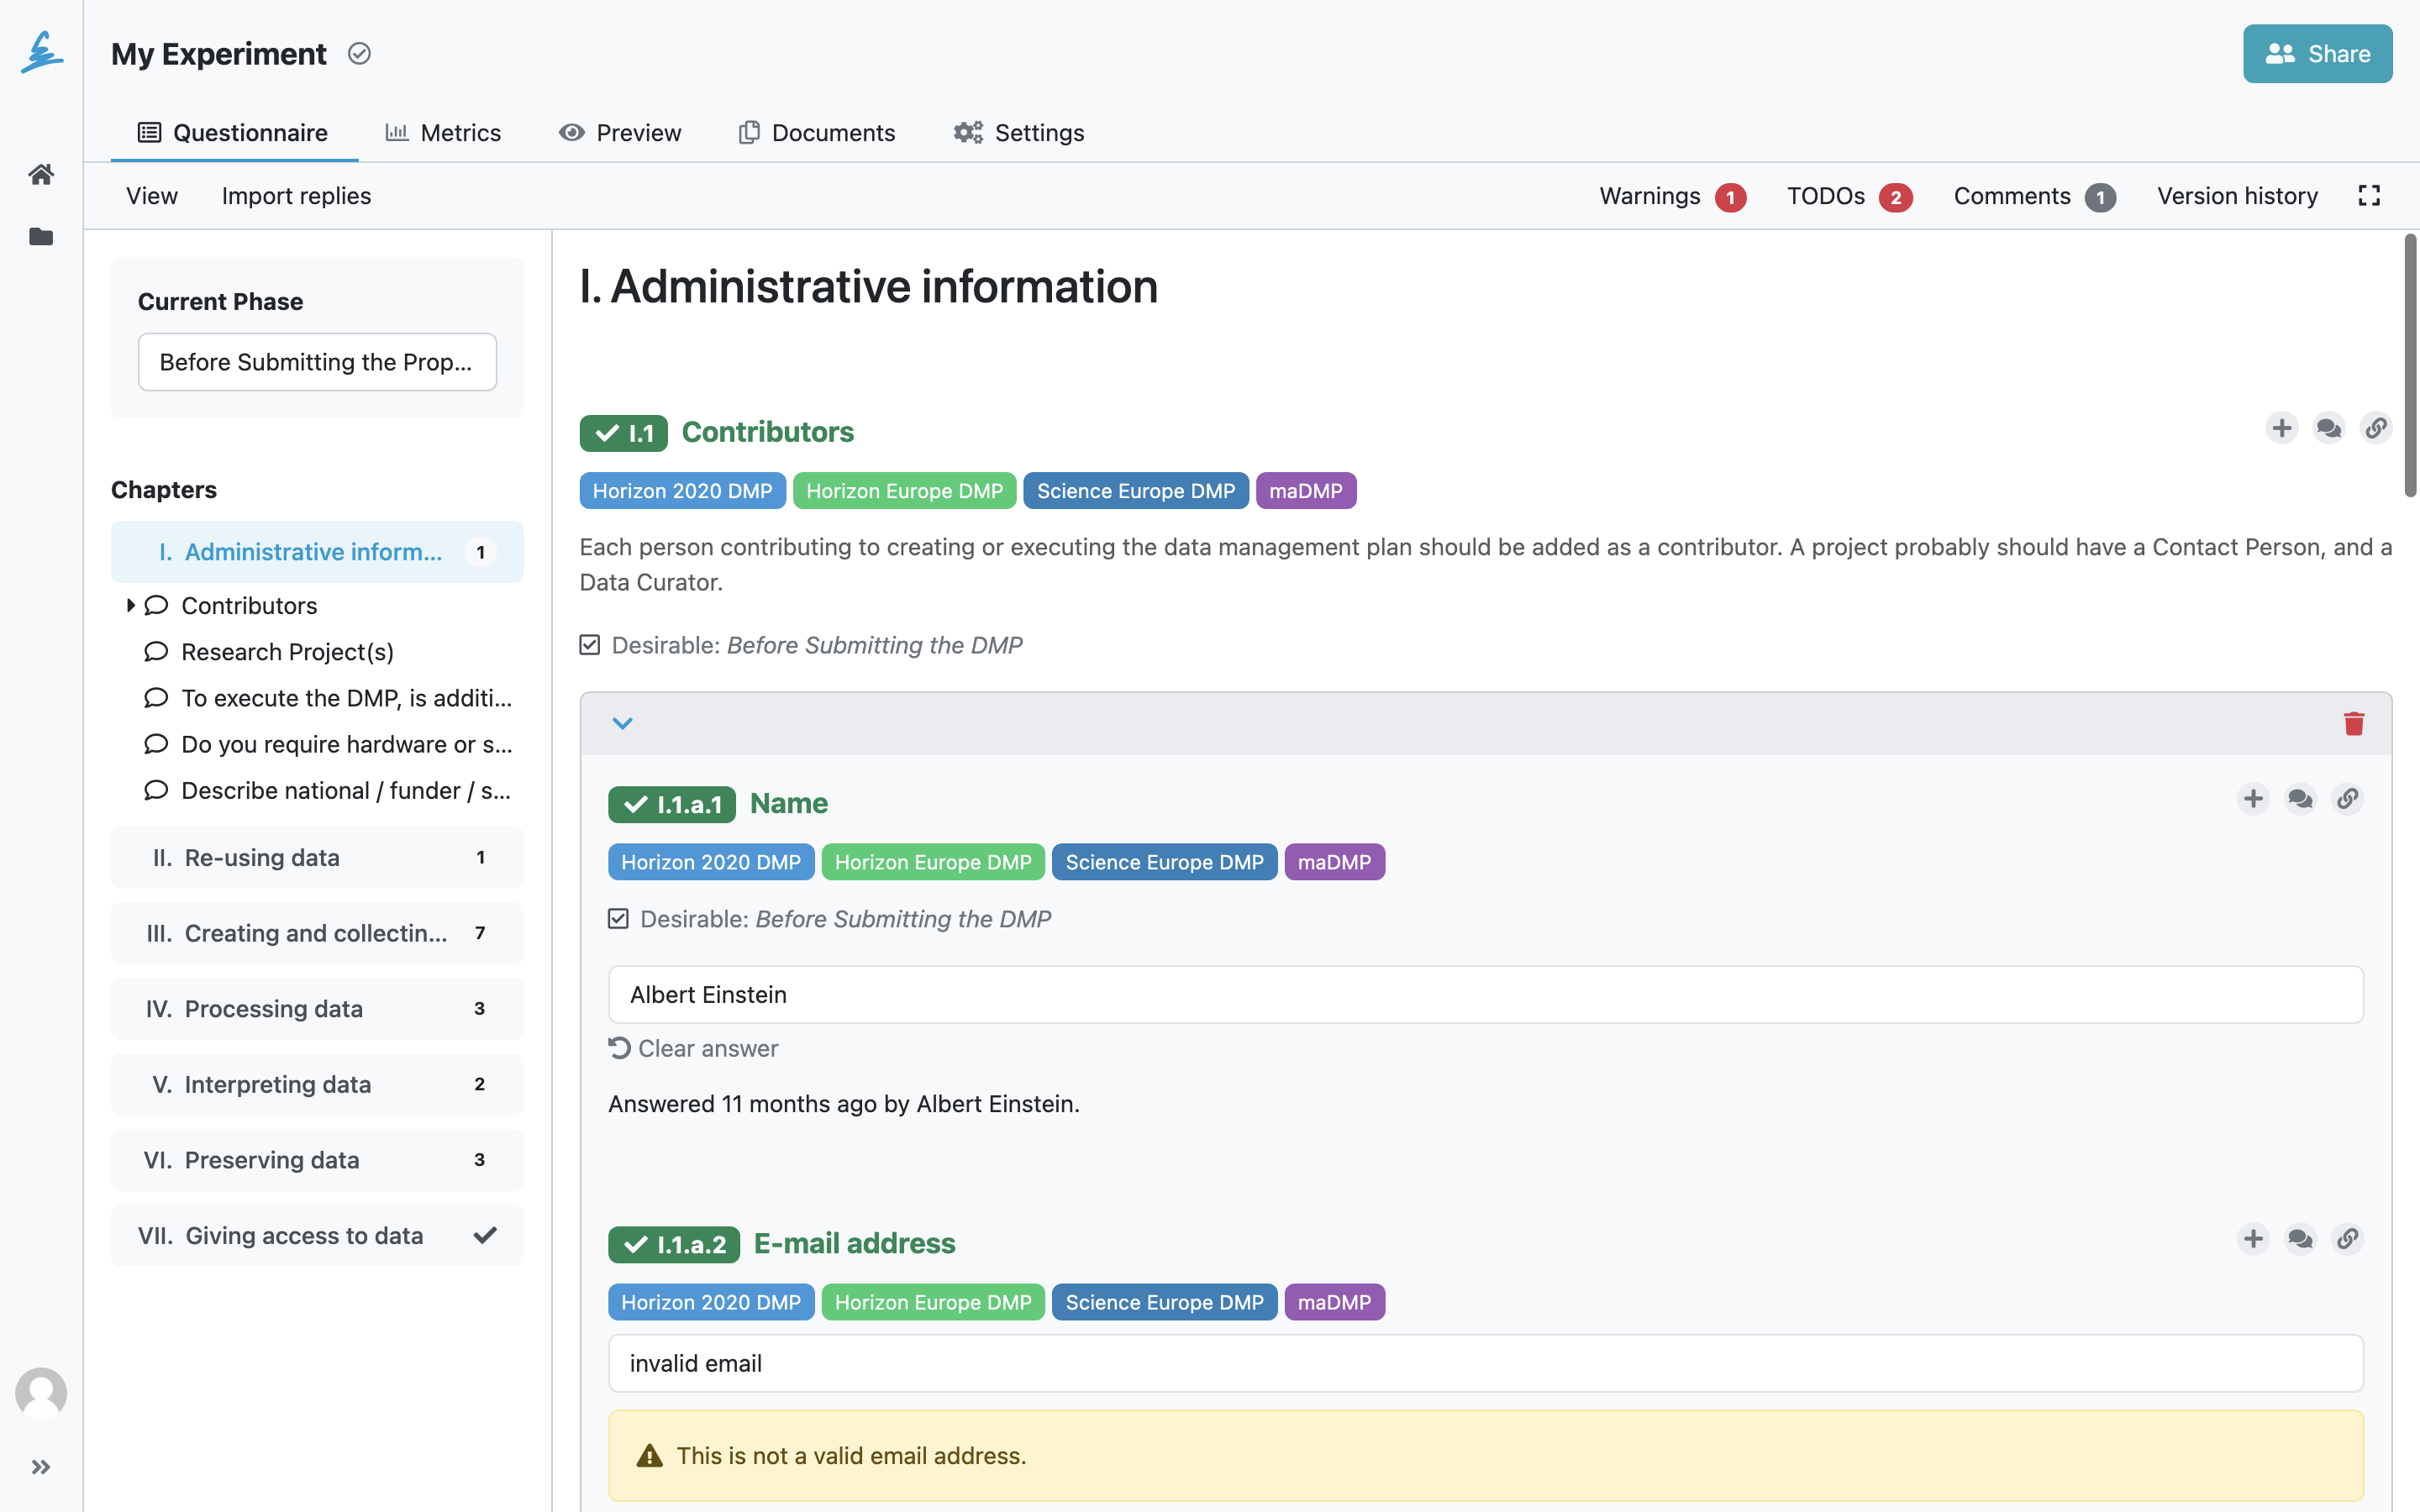 My Experiment
Share
Questionnaire
Metrics
Preview
Documents
Settings
View
Import replies
Warnings 1
TODOs 2
Comments 1
Version history
Current Phase
Before Submitting the Prop...
Chapters
I. Administrative inform... 1
Contributors
Research Project(s)
To execute the DMP, is additi...
Do you require hardware or s...
Describe national / funder / s...
II. Re-using data 1
III. Creating and collectin... 7
IV. Processing data 3
V. Interpreting data 2
VI. Preserving data 3
VII. Giving access to data
I. Administrative information
I.1 Contributors
Horizon 2020 DMP Horizon Europe DMP Science Europe DMP maDMP
Each person contributing to creating or executing the data management plan should be added as a contributor. A project probably should have a Contact Person, and a
Data Curator.
Desirable: Before Submitting the DMP
I.1.a.1 Name
Horizon 2020 DMP Horizon Europe DMP Science Europe DMP maDMP
Desirable: Before Submitting the DMP
Albert Einstein
Clear answer
Answered 11 months ago by Albert Einstein.
I.1.a.2 E-mail address
Horizon 2020 DMP Horizon Europe DMP Science Europe DMP maDMP
invalid email
This is not a valid email address.